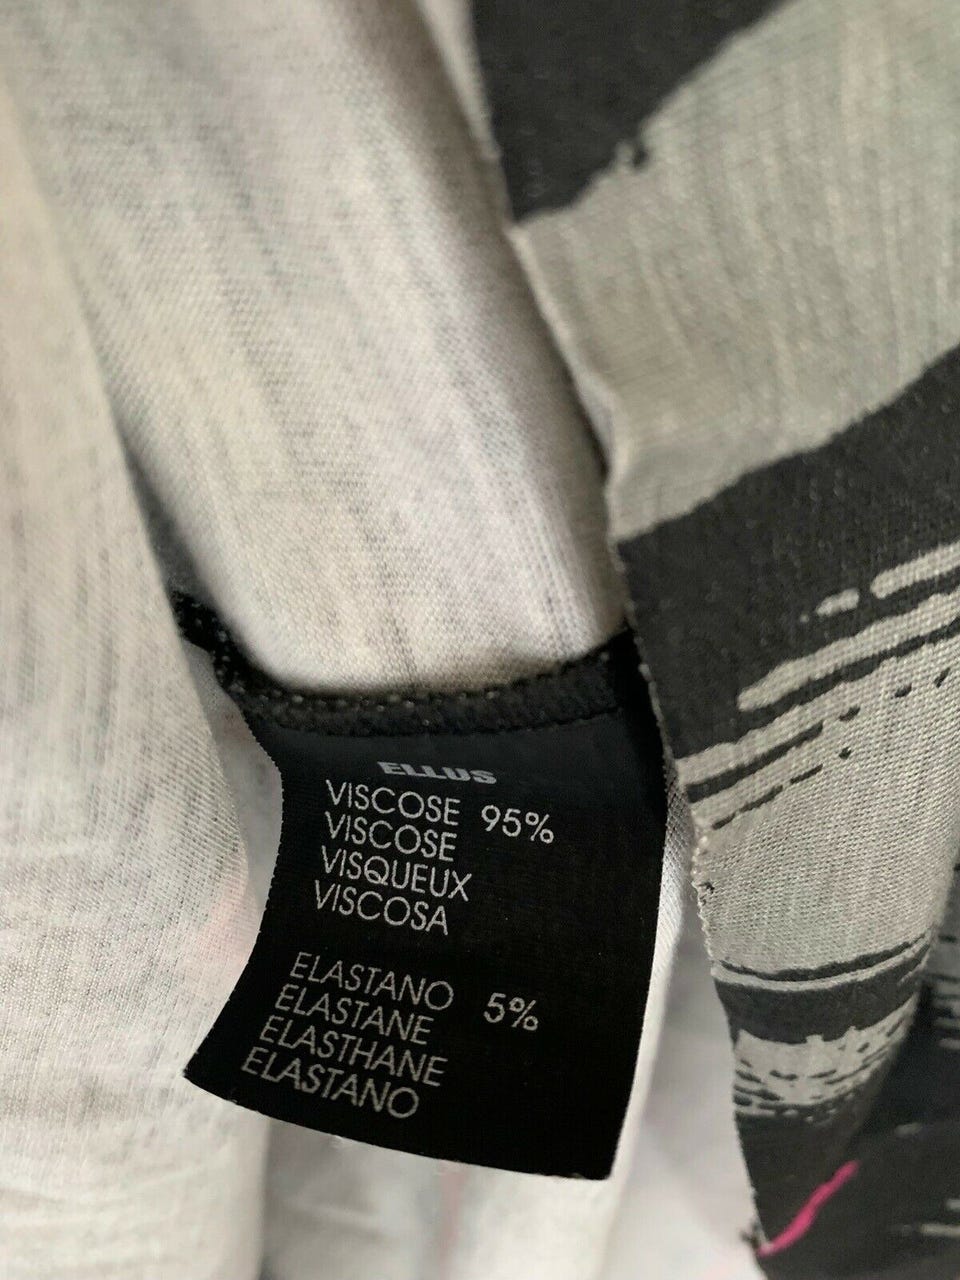 ELLUS
VISCOSE 95%
VISCOSE
VISQUEUX
VISCOSA
ELASTANO 5%
ELASTANE
ELASTHANE
ELASTANO